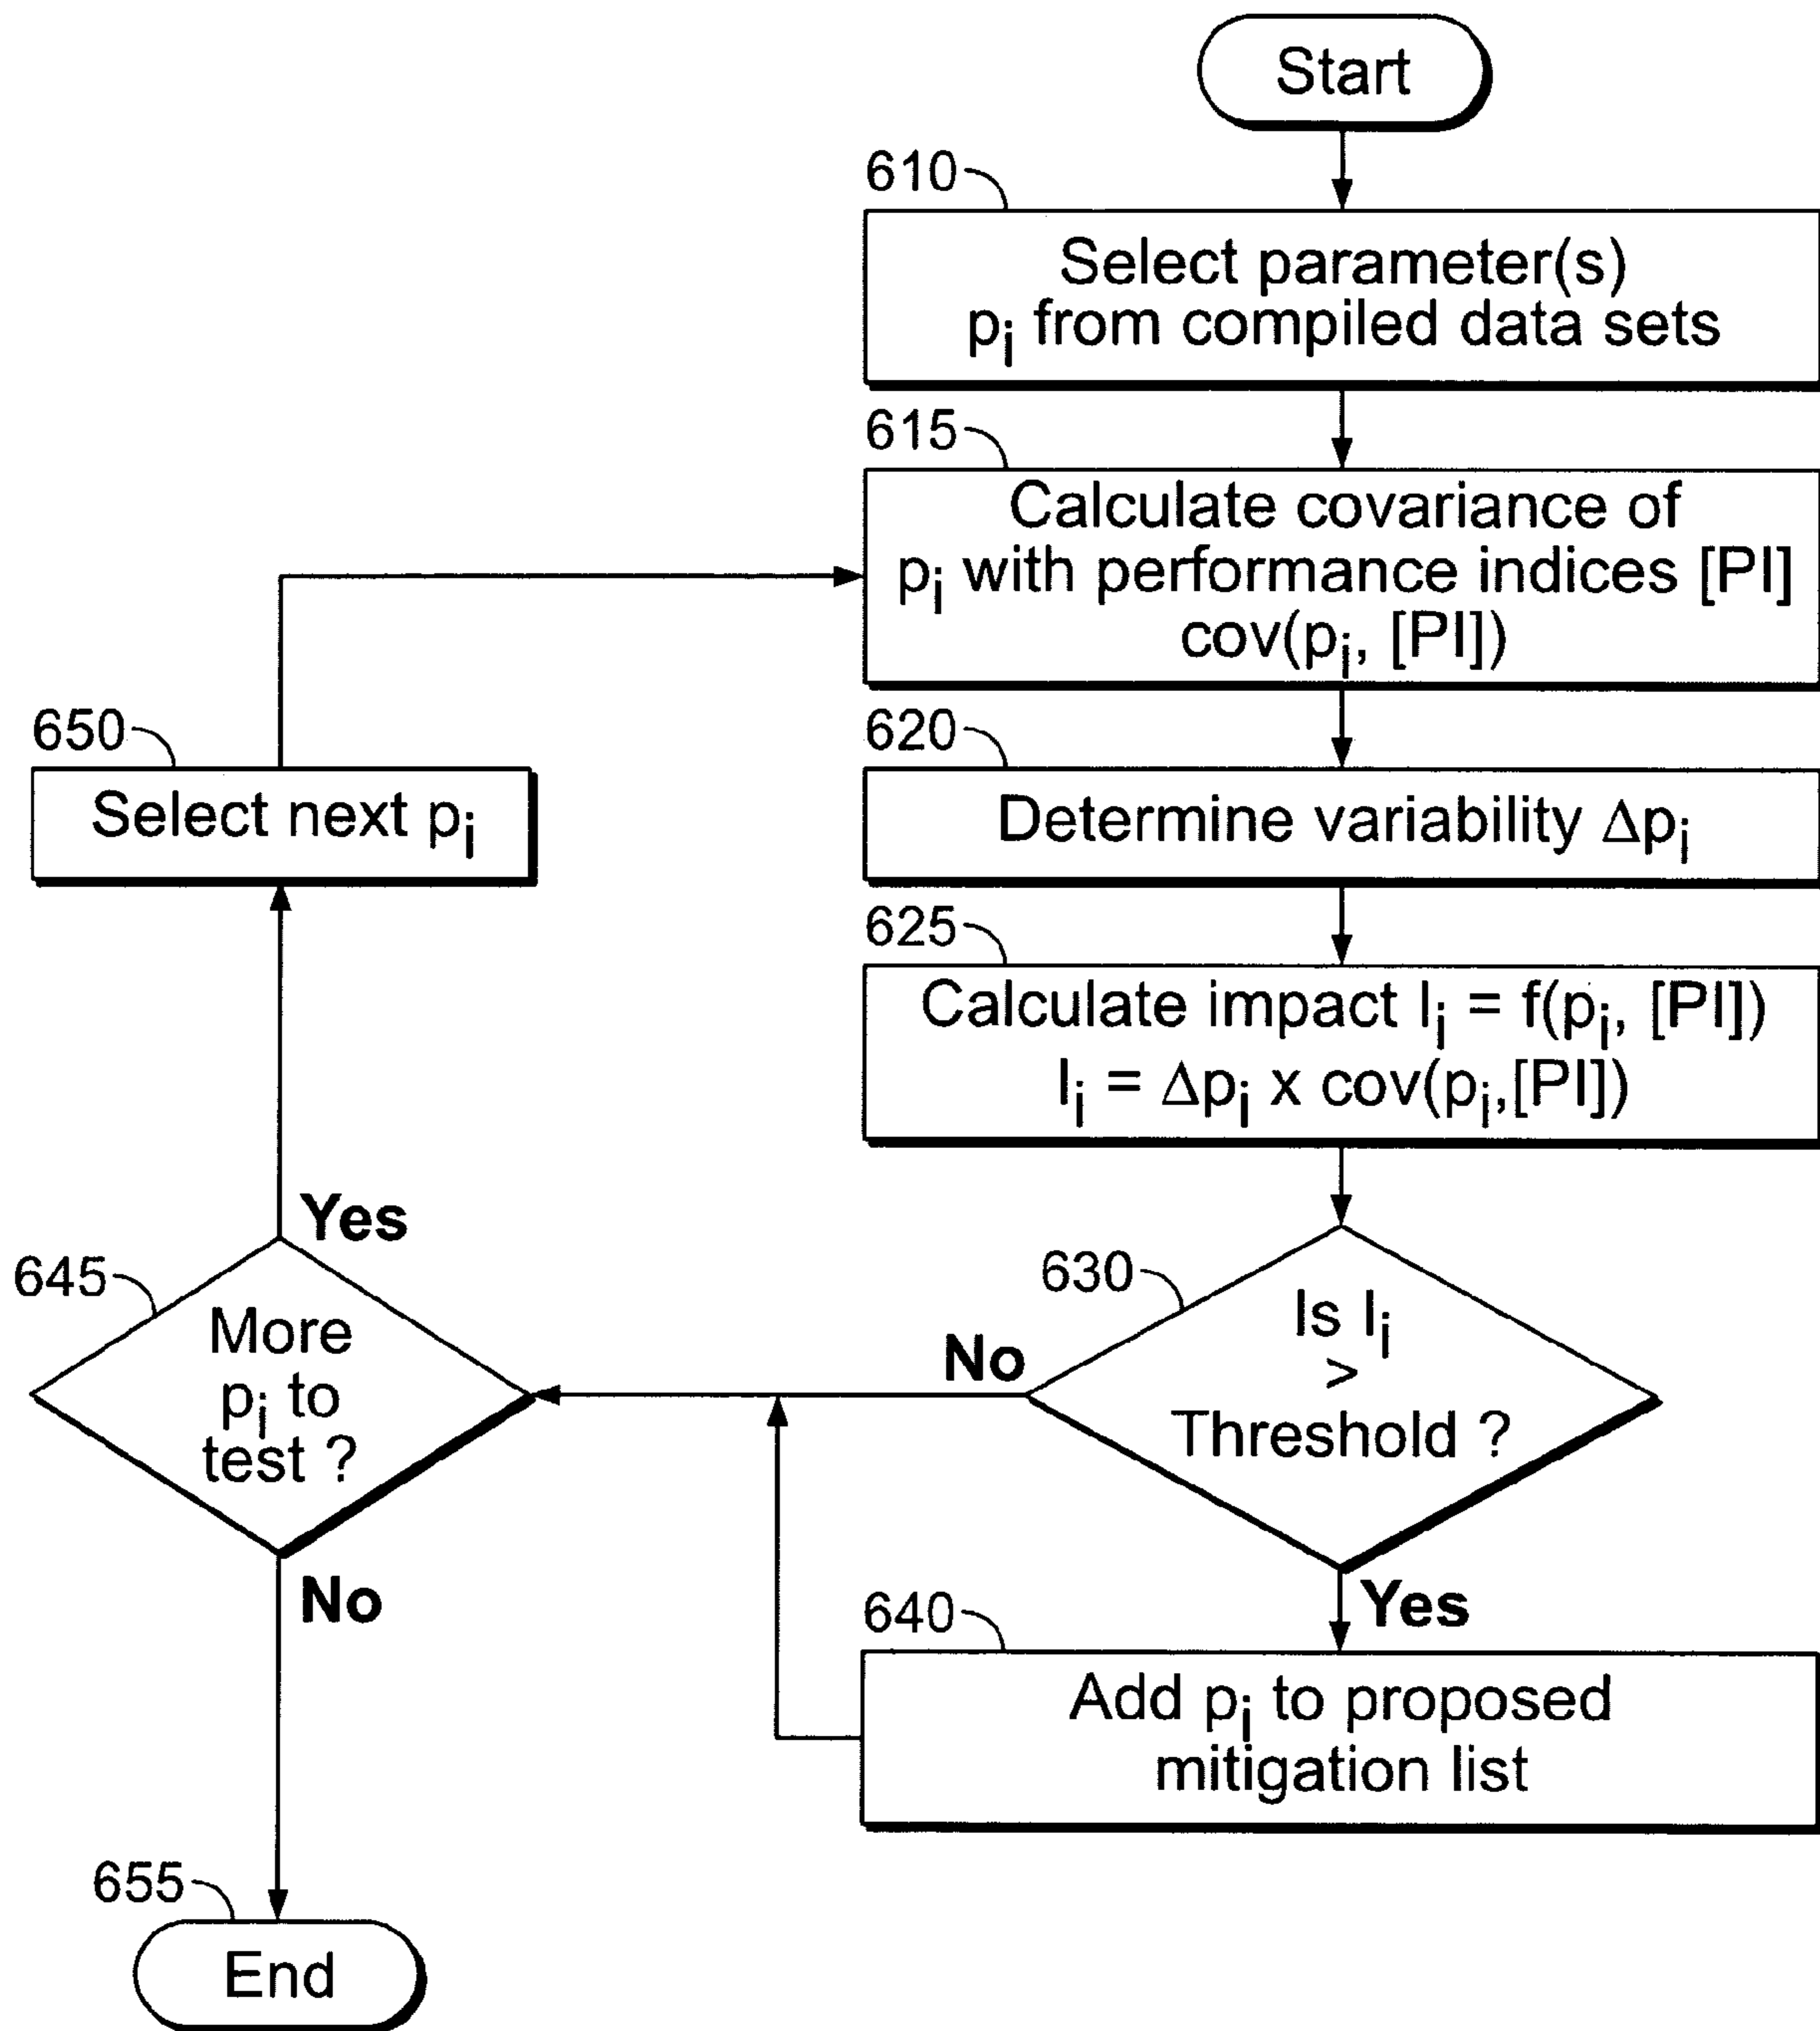 Start
610
Select parameter(s)
pi from compiled data sets
615
Calculate covariance of
pi with performance indices [PI]
cov(pi, [PI])
650
Select next pi
620
Determine variability Δpi
625
Calculate impact Ii = f(pi, [PI])
Ii = Δpi x cov(pi,[PI])
630
Is Ii
>
Threshold ?
No
Yes
645
More
pi to
test ?
Yes
No
640
Add pi to proposed
mitigation list
655
End